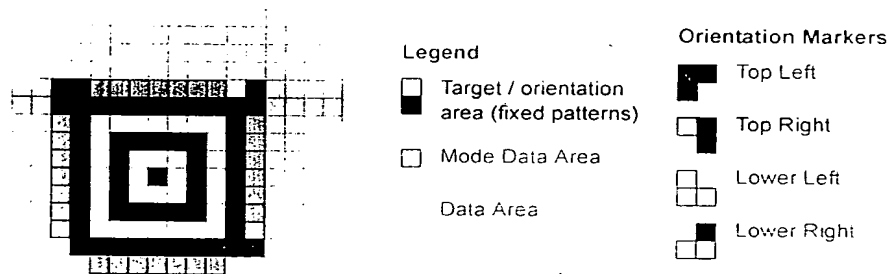 Legend
Target / orientation
area (fixed patterns)
Mode Data Area
Data Area
Orientation Markers
Top Left
Top Right
Lower Left
Lower Right